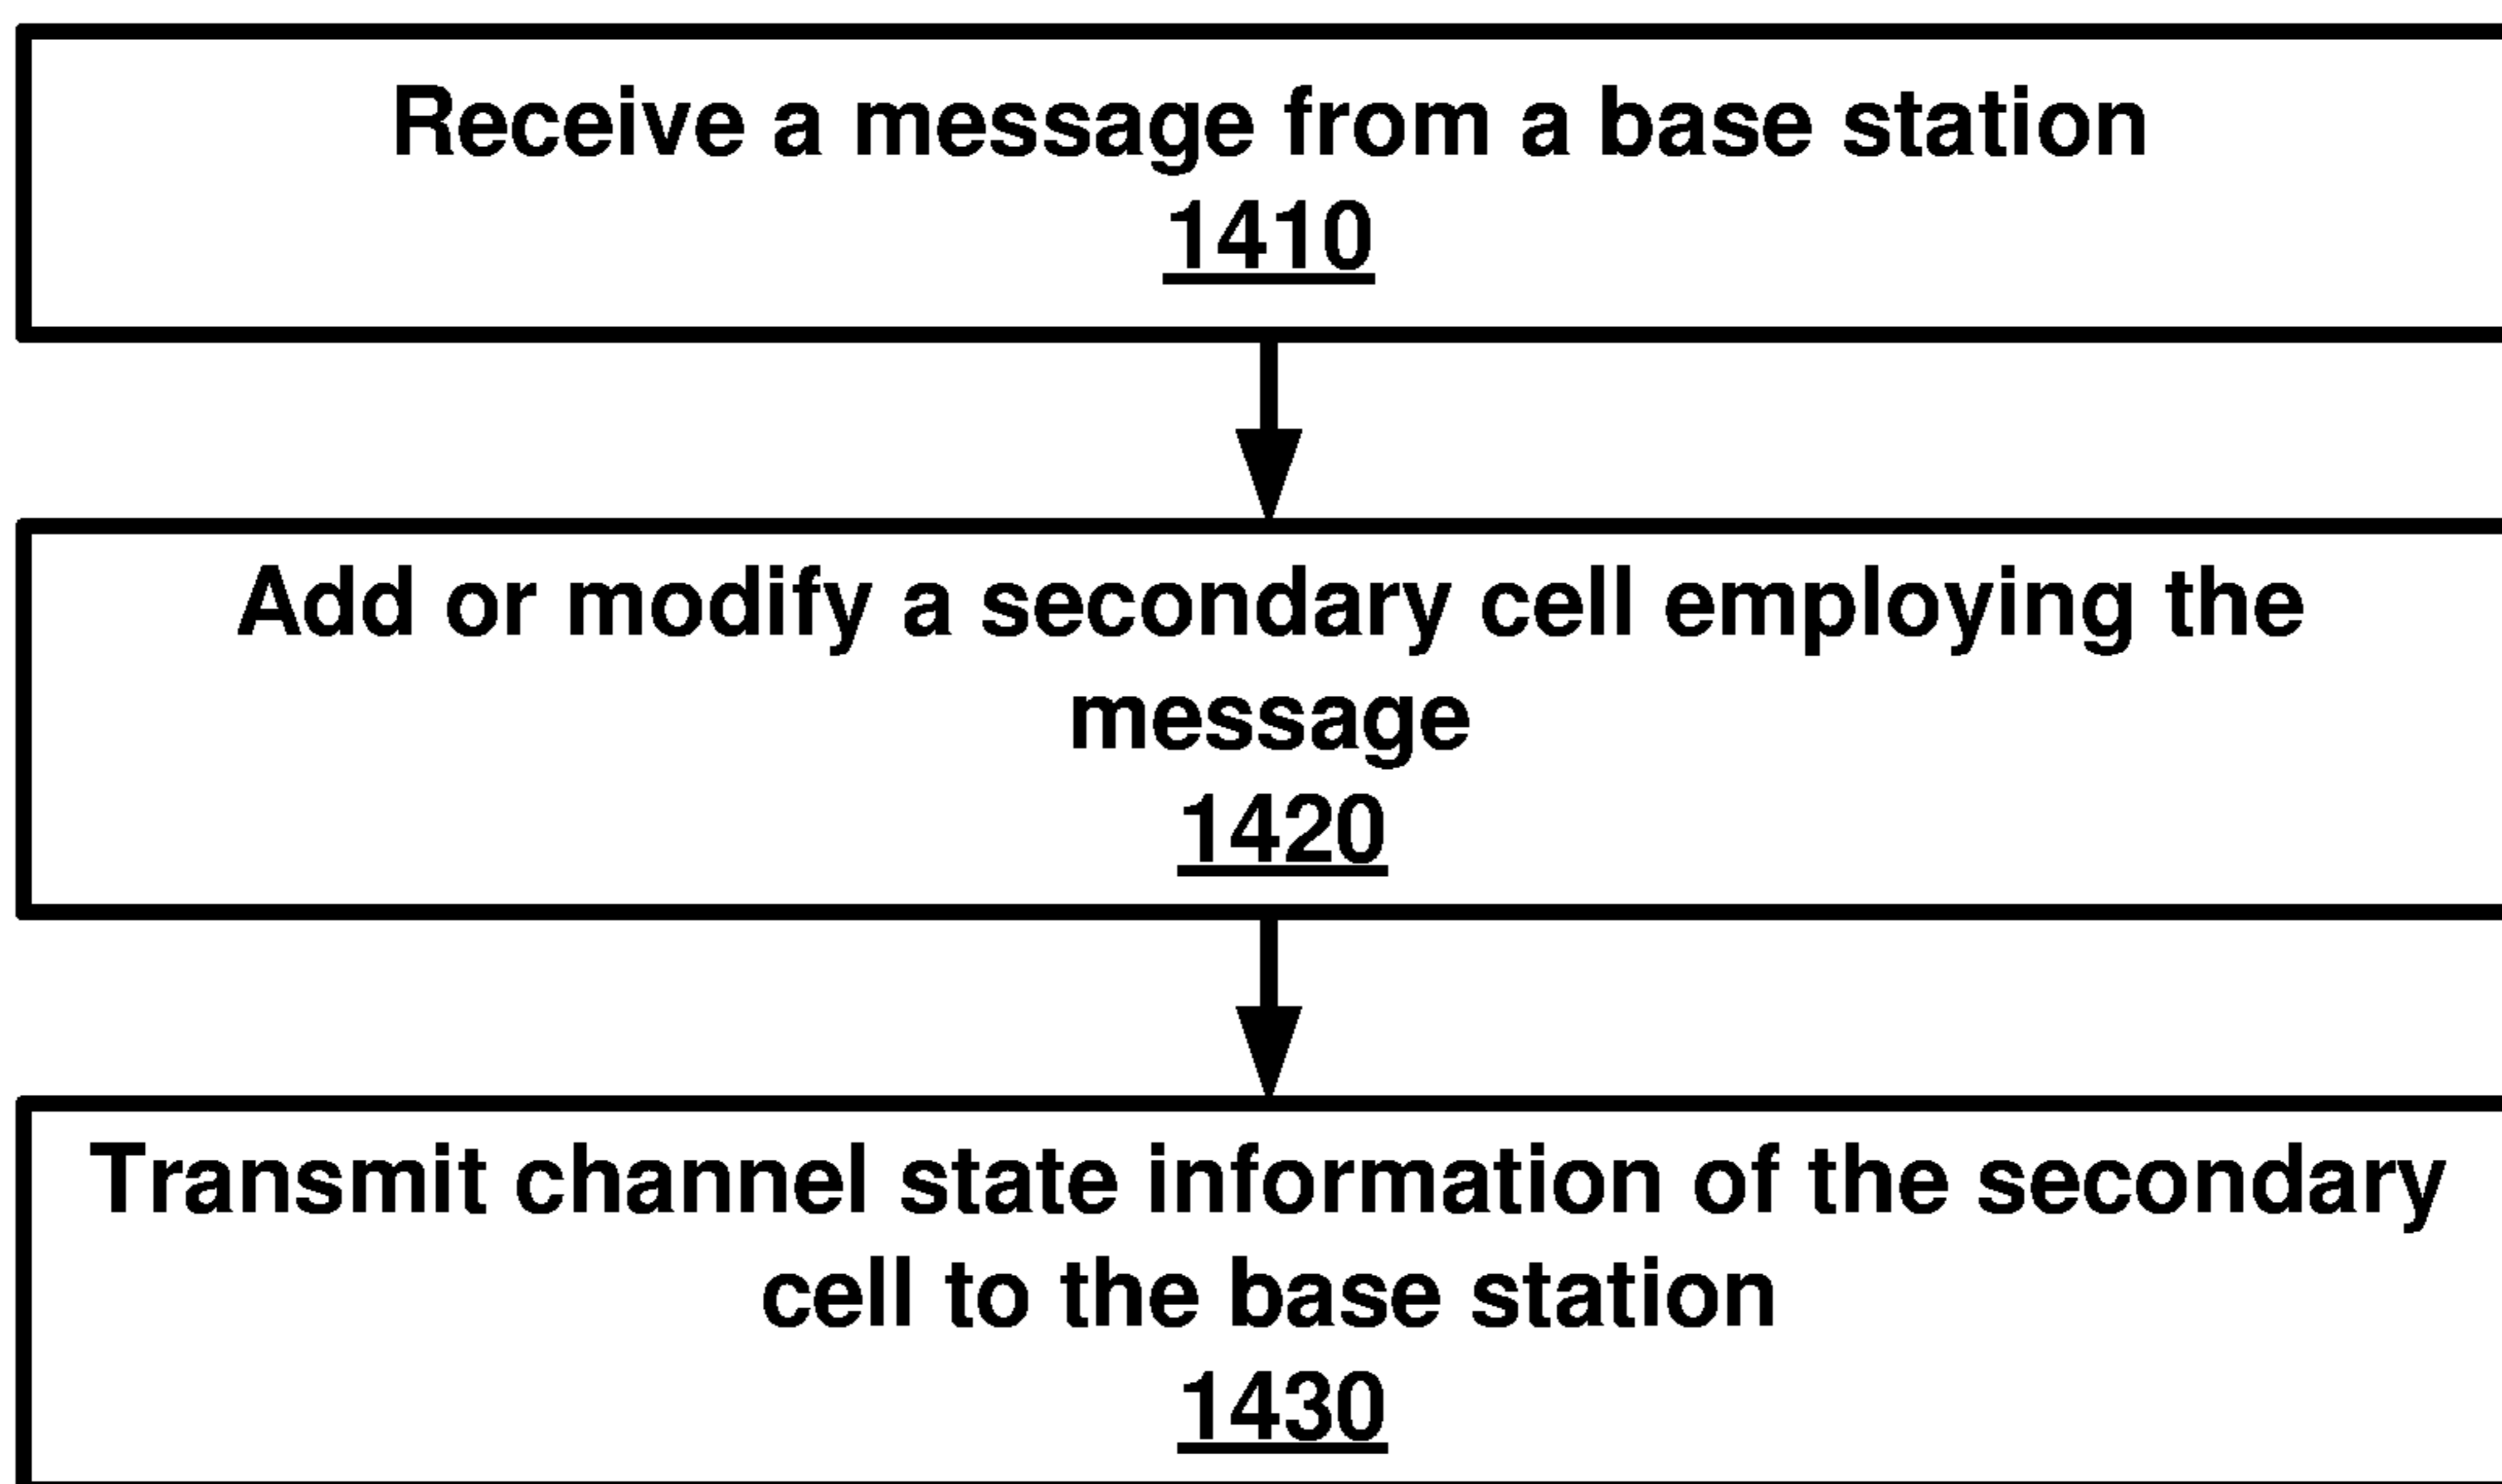 Receive a message from a base station
1410
Add or modify a secondary cell employing the
message
1420
Transmit channel state information of the secondary
cell to the base station
1430